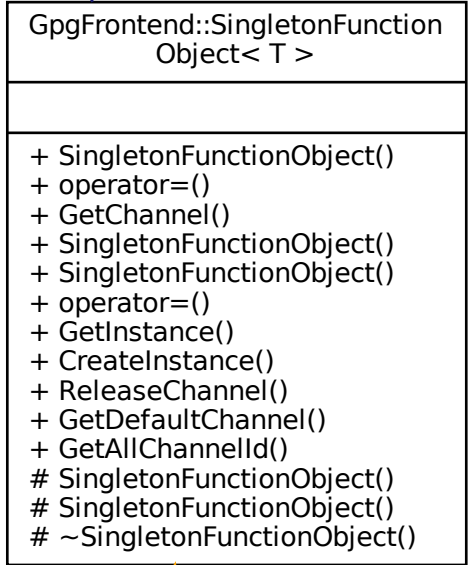 GpgFrontend::SingletonFunction
Object< T >
+ SingletonFunctionObject()
+ operator=()
+ GetChannel()
+ SingletonFunctionObject()
+ SingletonFunctionObject()
+ operator=()
+ GetInstance()
+ CreateInstance()
+ ReleaseChannel()
+ GetDefaultChannel()
+ GetAllChannelId()
# SingletonFunctionObject()
# SingletonFunctionObject()
# ~SingletonFunctionObject()